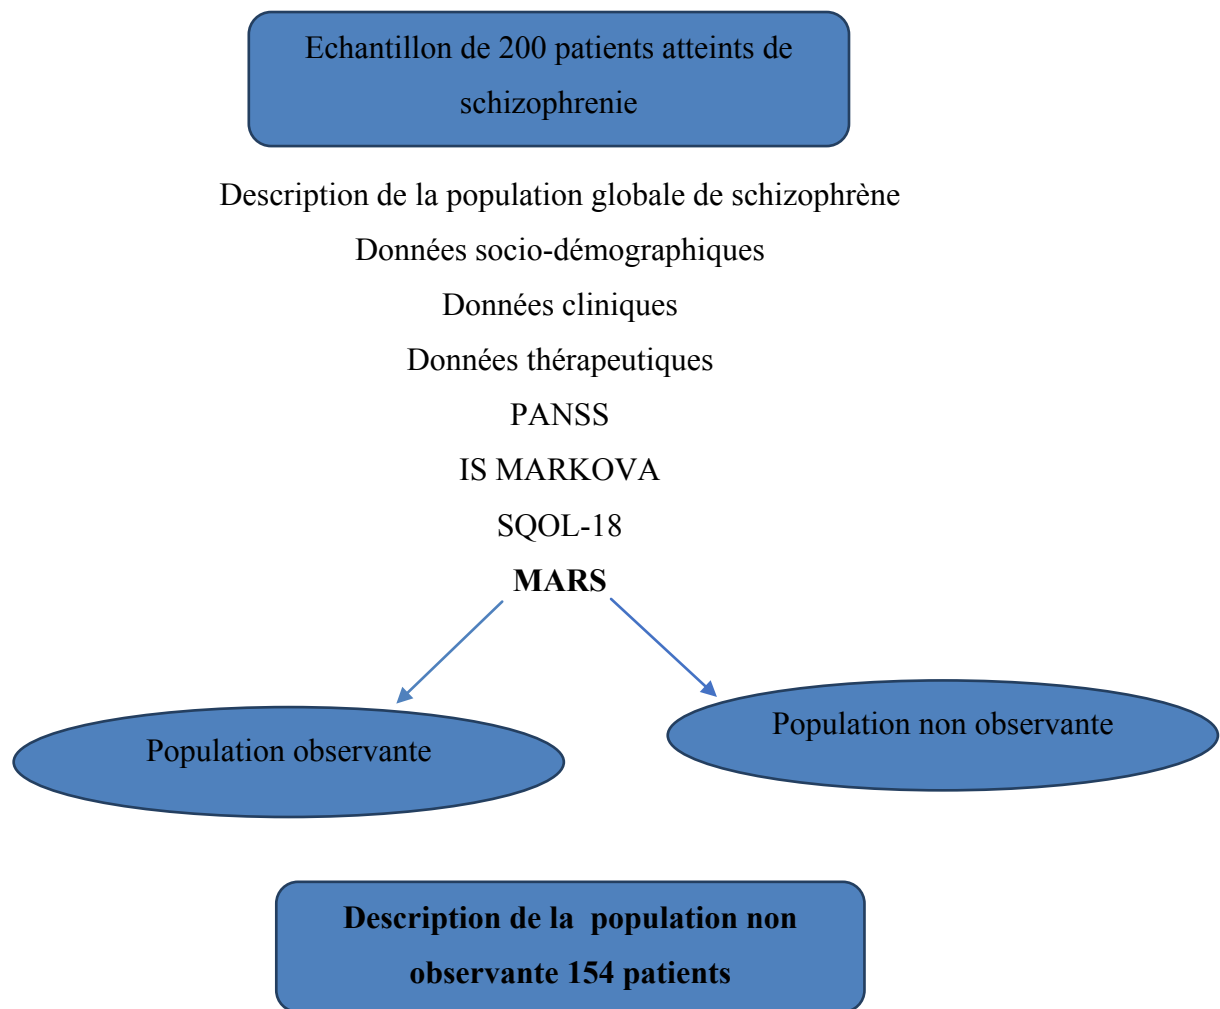 Echantillon de 200 patients atteints de
schizophrenie
Description de la population globale de schizophrène
Données socio-démographiques
Données cliniques
Données thérapeutiques
PANSS
IS MARKOVA
SQOL-18
MARS
Population observante
Population non observante
Description de la population non
observante 154 patients